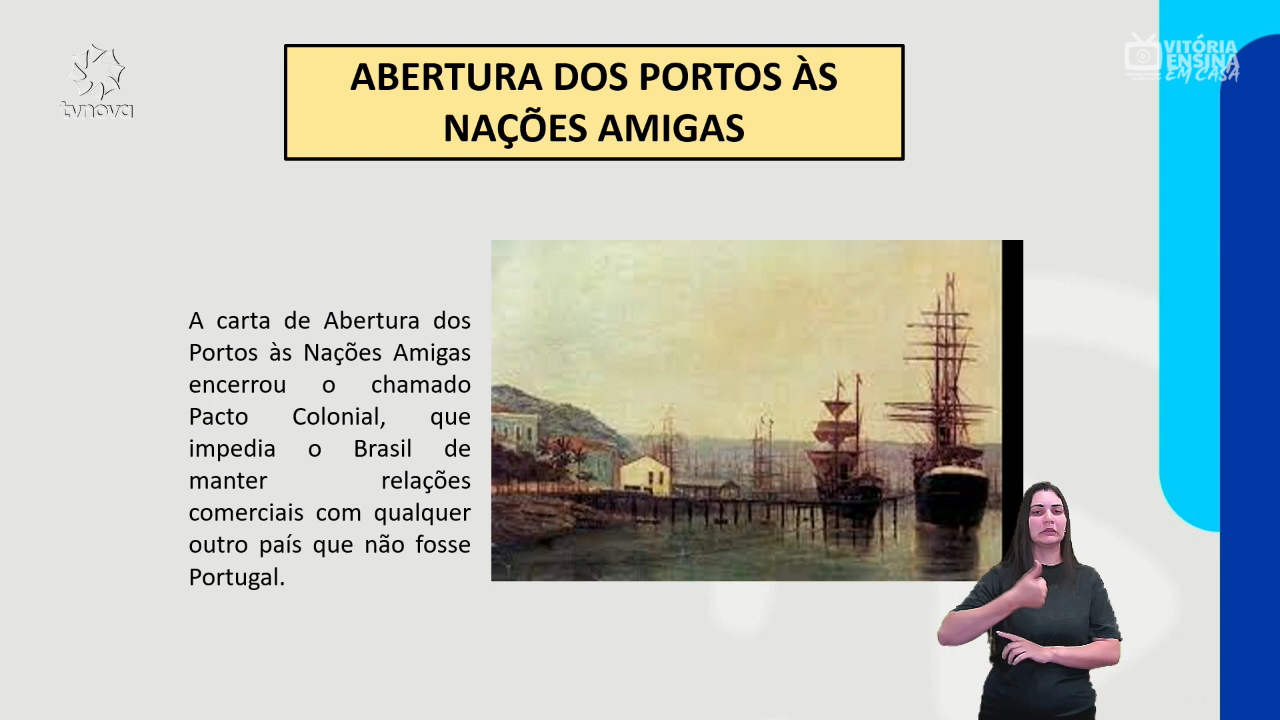 ABERTURA DOS PORTOS ÀS
NAÇÕES AMIGAS
tvnova
VITÓRIA
ENSINA
EM CASA
A carta de Abertura dos
Portos às Nações Amigas
encerrou o chamado
Pacto Colonial, que
impedia o Brasil de
manter relações
comerciais com qualquer
outro país que não fosse
Portugal.